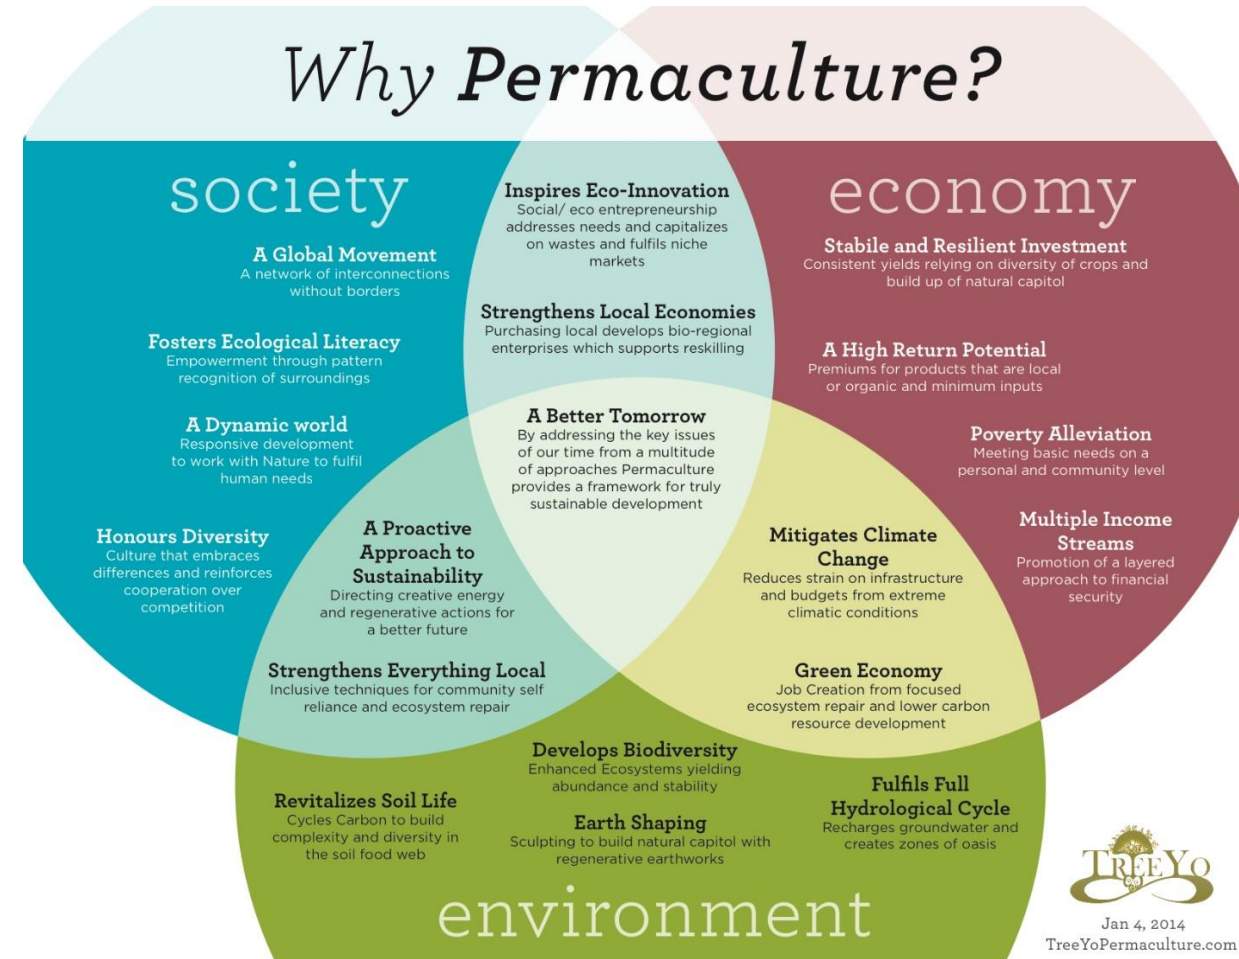 Why Permaculture?
society
A Global Movement
A network of interconnections
without borders
Fosters Ecological Literacy
Empowerment through pattern
recognition of surroundings
A Dynamic world
Responsive development
to work with Nature to fulfil
human needs
Honours Diversity
Culture that embraces
differences and reinforces
cooperation over
competition
Inspires Eco-Innovation
Social/ eco entrepreneurship
addresses needs and capitalizes
on wastes and fulfils niche
markets
Strengthens Local Economies
Purchasing local develops bio-regional
enterprises which supports reskilling
economy
Stabile and Resilient Investment
Consistent yields relying on diversity of crops and
build up of natural capitol
A High Return Potential
Premiums for products that are local
or organic and minimum inputs
Poverty Alleviation
Meeting basic needs on a
personal and community level
Multiple Income
Streams
Promotion of a layered
approach to financial
security
A Better Tomorrow
By addressing the key issues
of our time from a multitude
of approaches Permaculture
provides a framework for truly
sustainable development
A Proactive
Approach to
Sustainability
Directing creative energy
and regenerative actions for
a better future
Strengthens Everything Local
Inclusive techniques for community self
reliance and ecosystem repair
Mitigates Climate
Change
Reduces strain on infrastructure
and budgets from extreme
climatic conditions
Green Economy
Job Creation from focused
ecosystem repair and lower carbon
resource development
Develops Biodiversity
Enhanced Ecosystems yielding
abundance and stability
Revitalizes Soil Life
Cycles Carbon to build
complexity and diversity in
the soil food web
Earth Shaping
Sculpting to build natural capitol with
regenerative earthworks
Fulfils Full
Hydrological Cycle
Recharges groundwater and
creates zones of oasis
environment
TREEYO
Jan 4, 2014
TreeYoPermaculture.com